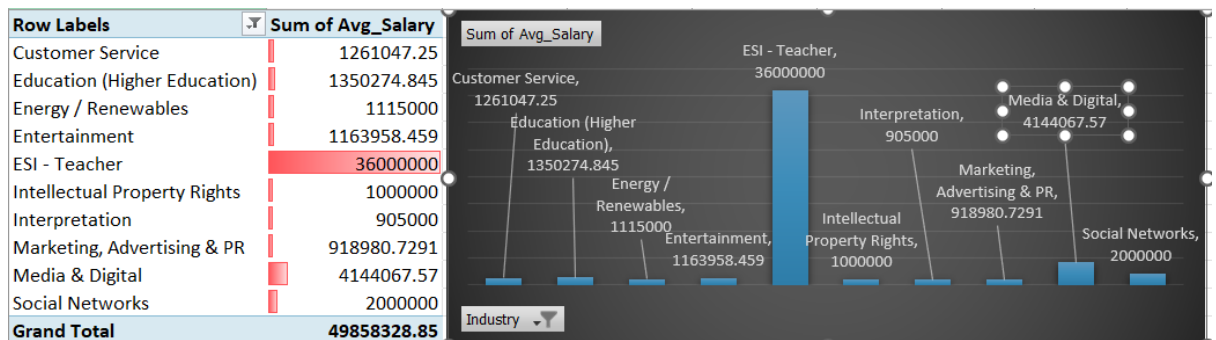 Row Labels Sum of Avg_Salary
Customer Service 1261047.25
Education (Higher Education) 1350274.845
Energy / Renewables 1115000
Entertainment 1163958.459
ESI - Teacher 36000000
Intellectual Property Rights 1000000
Interpretation 905000
Marketing, Advertising & PR 918980.7291
Media & Digital 4144067.57
Social Networks 2000000
Grand Total 49858328.85
Sum of Avg_Salary
Customer Service,
1261047.25
Education (Higher
Education),
1350274.845
Energy /
Renewables,
1115000
Entertainment,
1163958.459
ESI - Teacher,
36000000
Intellectual
Property Rights,
1000000
Interpretation,
905000
Marketing,
Advertising & PR,
918980.7291
Media & Digital,
4144067.57
Social Networks,
2000000
Industry